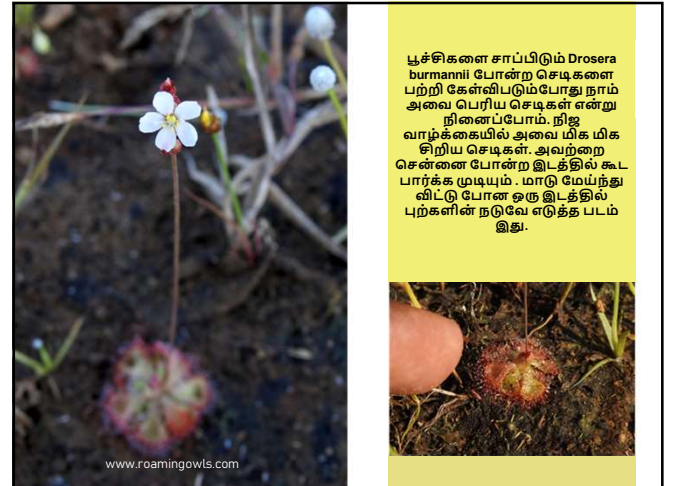 பூச்சிகளை சாப்பிடும் Drosera
burmannii போன்ற செடிகளை
பற்றி கேள்விபடும்போது நாம்
அவை பெரிய செடிகள் என்று
நினைப்போம். நிஜ
வாழ்க்கையில் அவை மிக மிக
சிறிய செடிகள். அவற்றை
சென்னை போன்ற இடத்தில் கூட
பார்க்க முடியும் . மாடு மேய்ந்து
விட்டு போன ஒரு இடத்தில்
புற்களின் நடுவே எடுத்த படம்
இது.
www.roamingowls.com